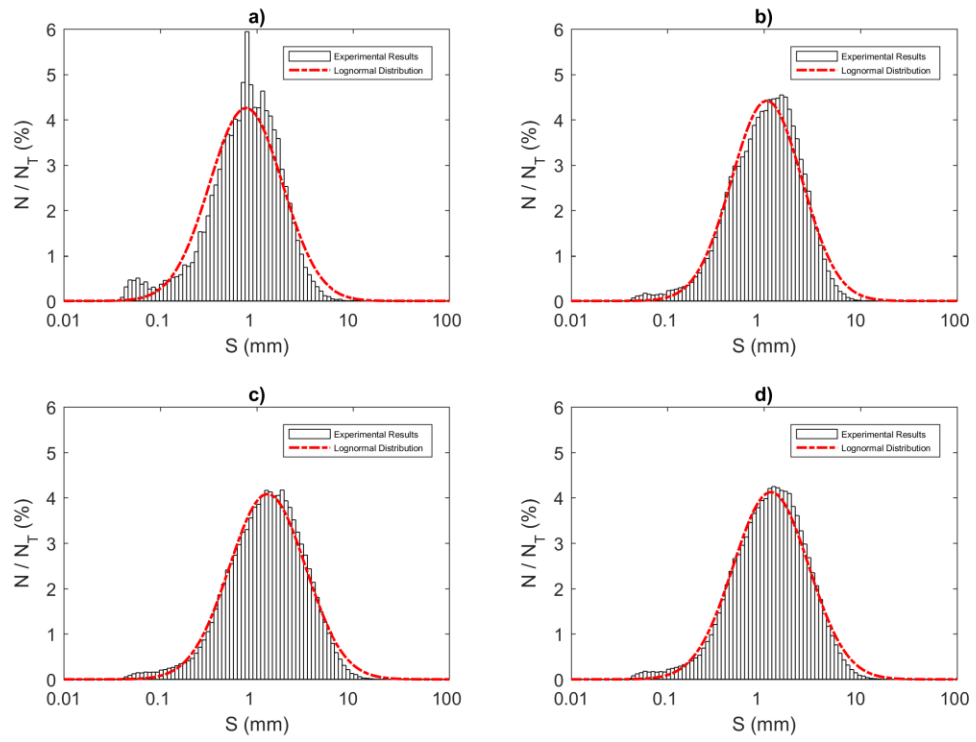 a)
6
5
4
3
2
1
0
N / N_T (%)
Experimental Results
Lognormal Distribution
0.01 0.1 1 10 100
S (mm)
b)
6
5
4
3
2
1
0
N / N_T (%)
Experimental Results
Lognormal Distribution
0.01 0.1 1 10 100
S (mm)
c)
6
5
4
3
2
1
0
N / N_T (%)
Experimental Results
Lognormal Distribution
0.01 0.1 1 10 100
S (mm)
d)
6
5
4
3
2
1
0
N / N_T (%)
Experimental Results
Lognormal Distribution
0.01 0.1 1 10 100
S (mm)